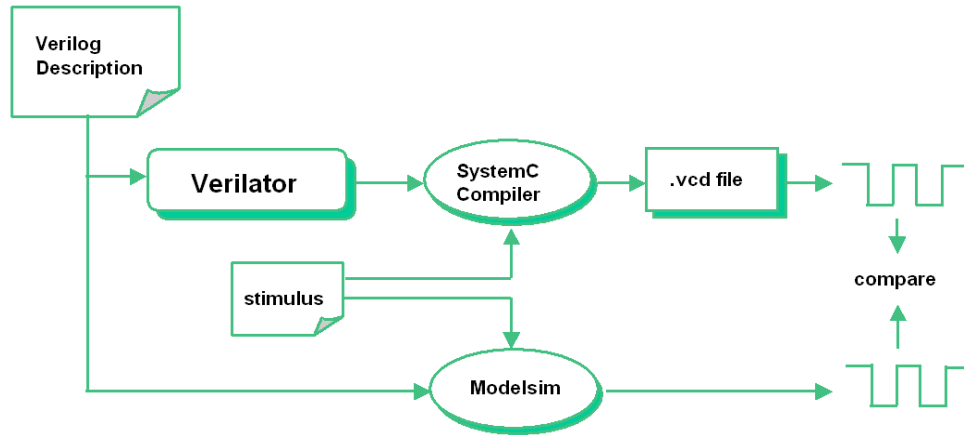 Verilog
Description
Verilator
SystemC
Compiler
.vcd file
stimulus
compare
Modelsim